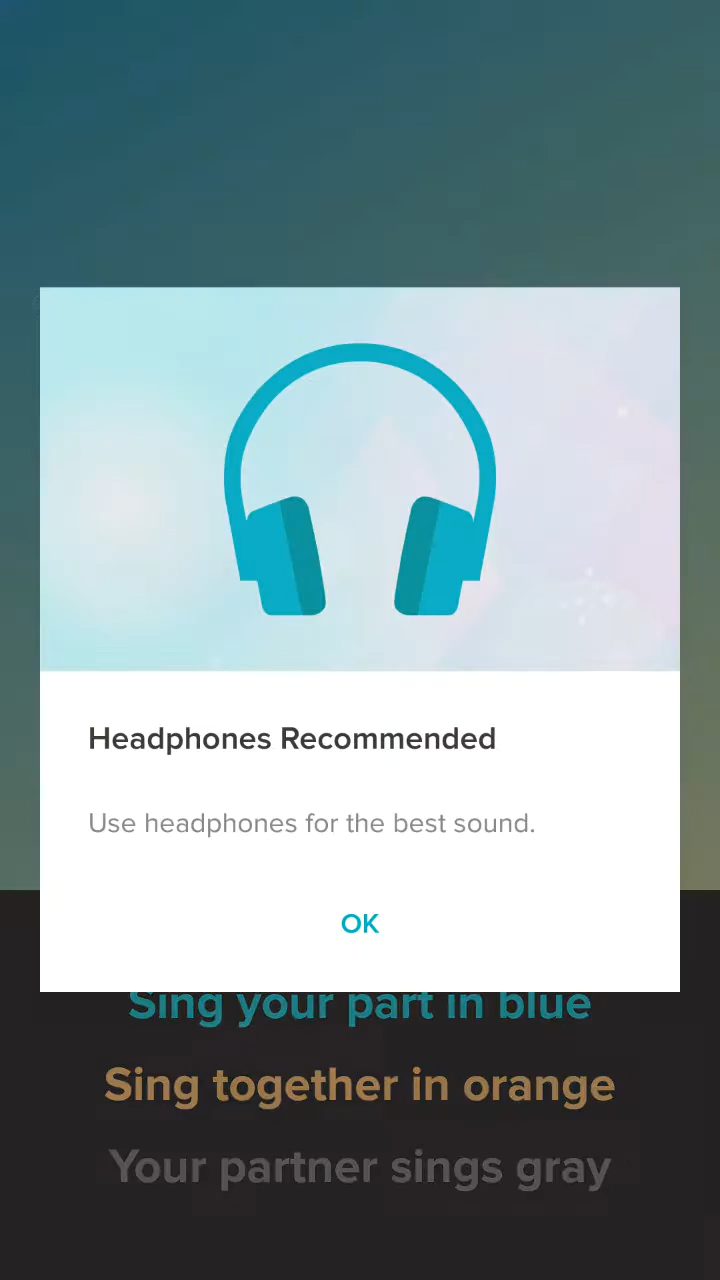 Headphones Recommended
Use headphones for the best sound.
OK
Sing your part in blue
Sing together in orange
Your partner sings gray